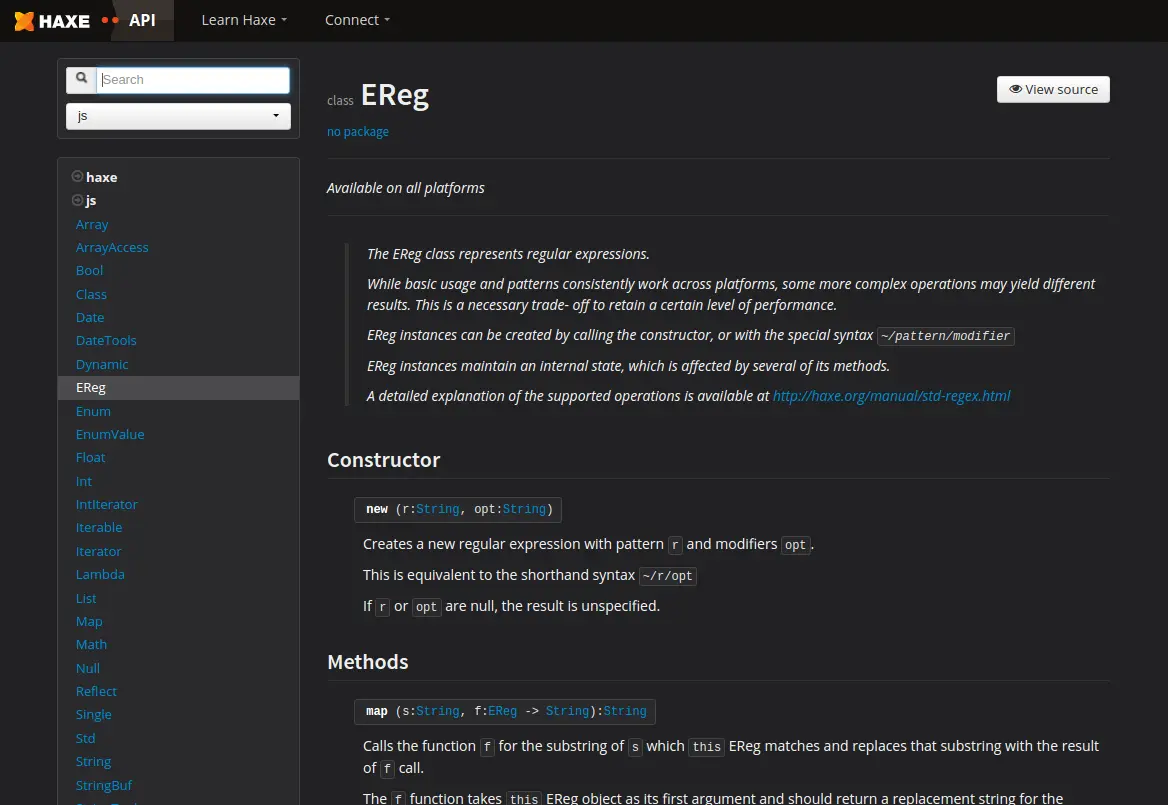 HAXE API Learn Haxe Connect
Search
js
haxe
js
Array
ArrayAccess
Bool
Class
Date
DateTools
Dynamic
EReg
Enum
EnumValue
Float
Int
IntIterator
Iterable
Iterator
Lambda
List
Map
Math
Null
Reflect
Single
Std
String
StringBuf
class EReg
View source
no package
Available on all platforms
The EReg class represents regular expressions.
While basic usage and patterns consistently work across platforms, some more complex operations may yield different
results. This is a necessary trade- off to retain a certain level of performance.
EReg instances can be created by calling the constructor, or with the special syntax ~/pattern/modifier
EReg instances maintain an internal state, which is affected by several of its methods.
A detailed explanation of the supported operations is available at http://haxe.org/manual/std-regex.html
Constructor
new (r:String, opt:String)
Creates a new regular expression with pattern r and modifiers opt.
This is equivalent to the shorthand syntax ~/r/opt
If r or opt are null, the result is unspecified.
Methods
map (s:String, f:EReg -> String):String
Calls the function f for the substring of s which this EReg matches and replaces that substring with the result
of f call.
The f function takes this EReg object as its first argument and should return a replacement string for the